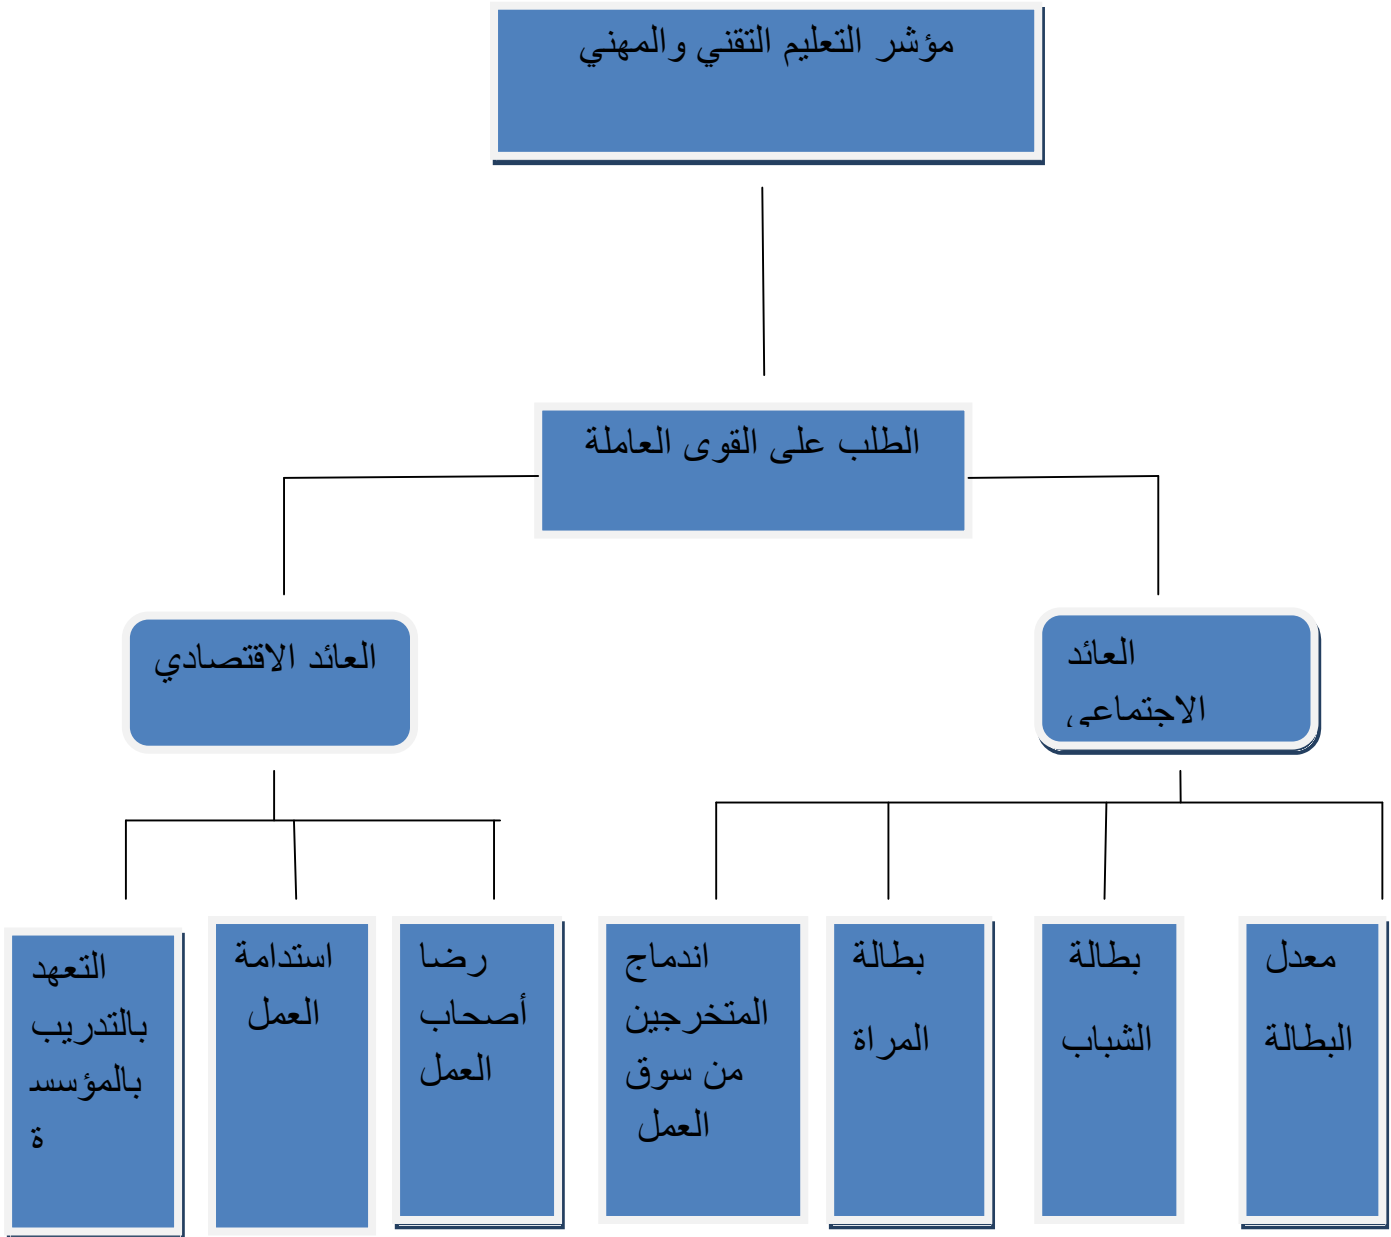 مؤشر التعليم التقني والمهني
الطلب على القوى العاملة
العائد
الاجتماعي
العائد الاقتصادي
معدل
البطالة
بطالة
الشباب
بطالة
المراة
اندماج
المتخرجين
من سوق
العمل
رضا
أصحاب
العمل
استدامة
العمل
التعهد
بالتدريب
بالمؤسس
ة